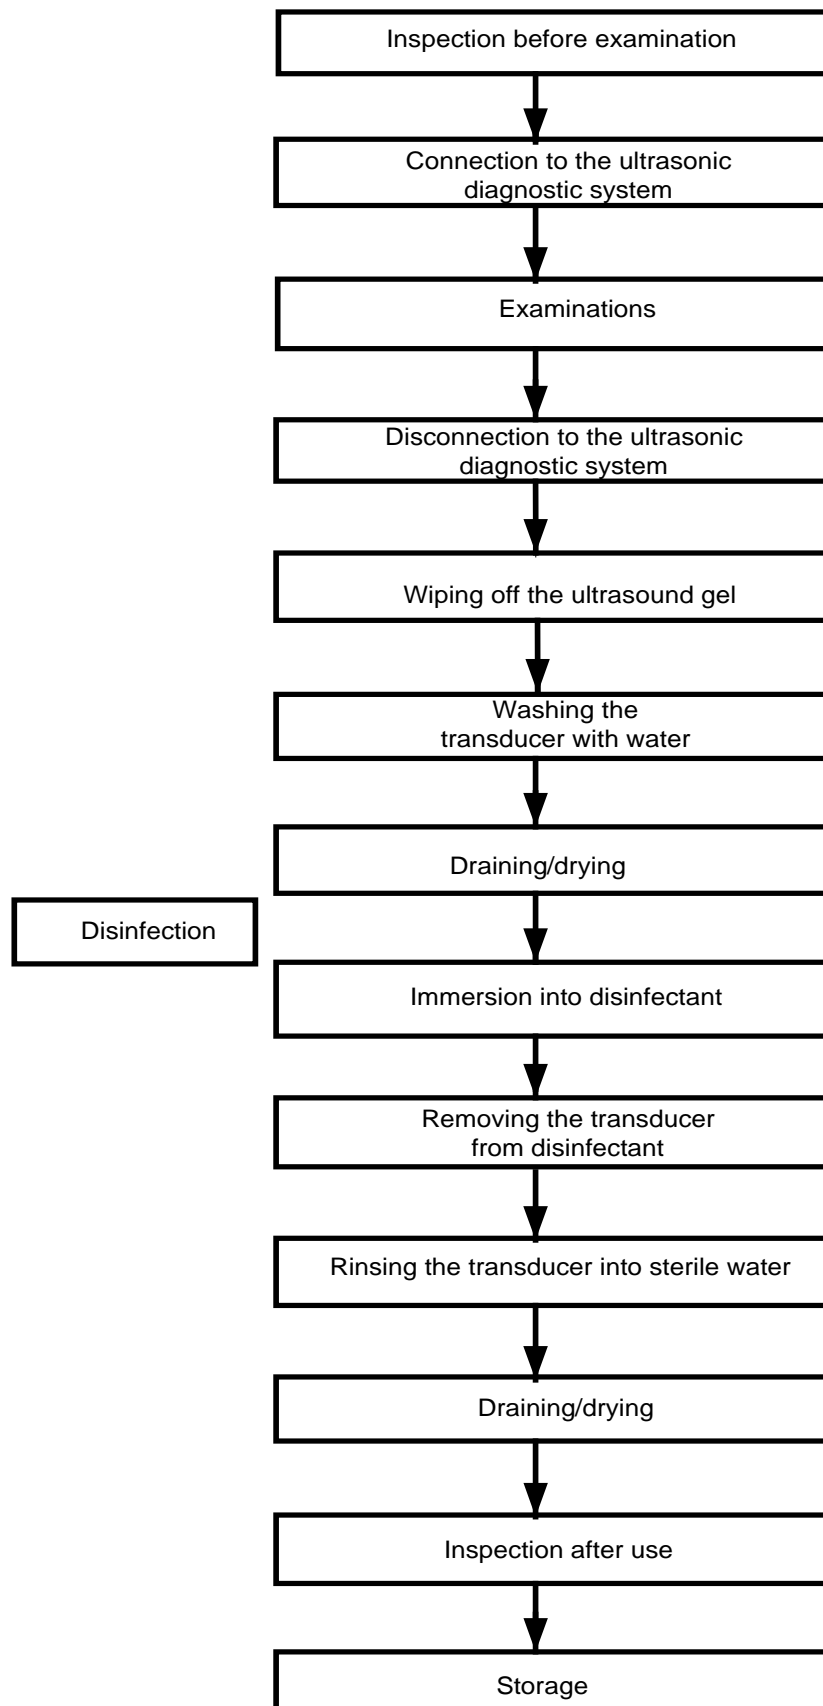 Inspection before examination
Connection to the ultrasonic
diagnostic system
Examinations
Disconnection to the ultrasonic
diagnostic system
Wiping off the ultrasound gel
Washing the
transducer with water
Draining/drying
Disinfection
Immersion into disinfectant
Removing the transducer
from disinfectant
Rinsing the transducer into sterile water
Draining/drying
Inspection after use
Storage